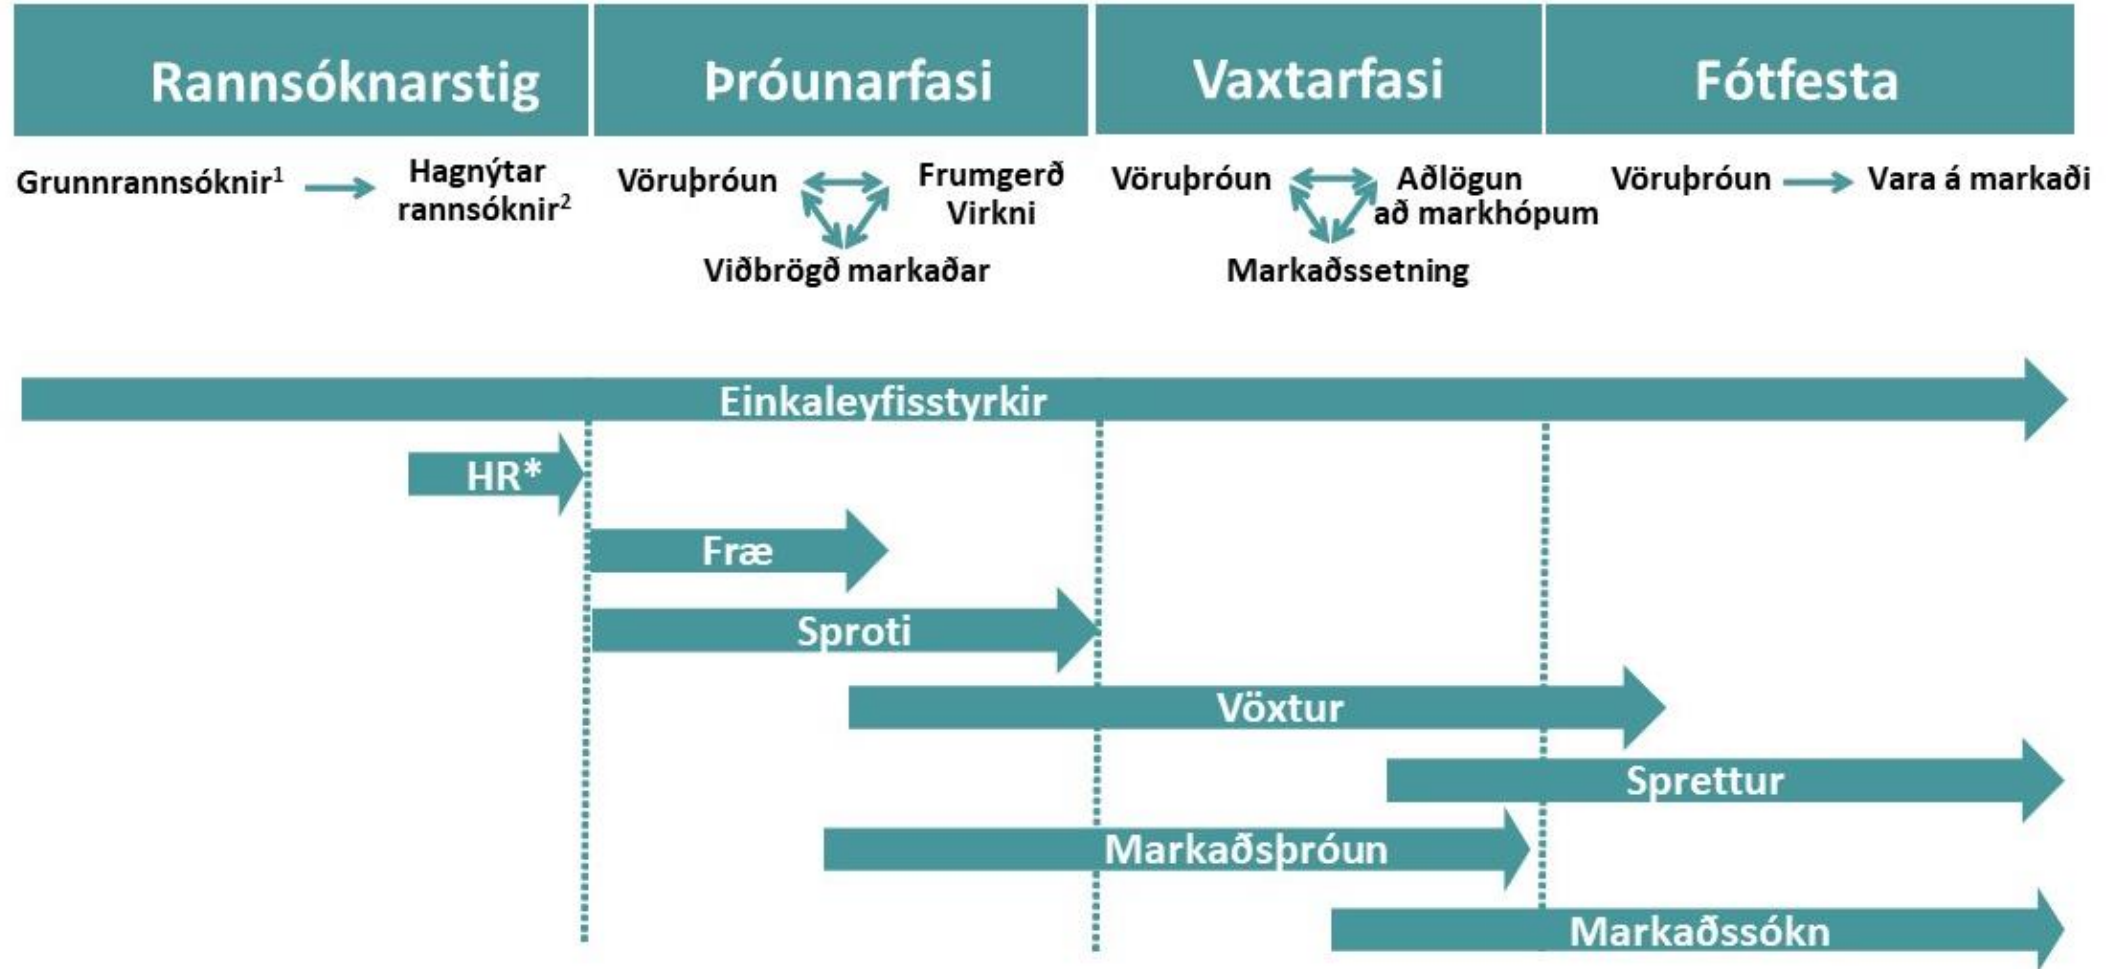 Rannsóknarstig
Þróunarfasi
Vaxtarfasi
Fótfesta
Grunnrannsóknir¹
Hagnýtar
rannsóknir²
Vöruþróun
Frumgerð
Virkni
Viðbrögð markaðar
Vöruþróun
Aðlögun
að markhópum
Markaðssetning
Vöruþróun
Vara á markaði
Einkaleyfisstyrkir
HR*
Fræ
Sproti
Vöxtur
Sprettur
Markaðsþróun
Markaðssókn